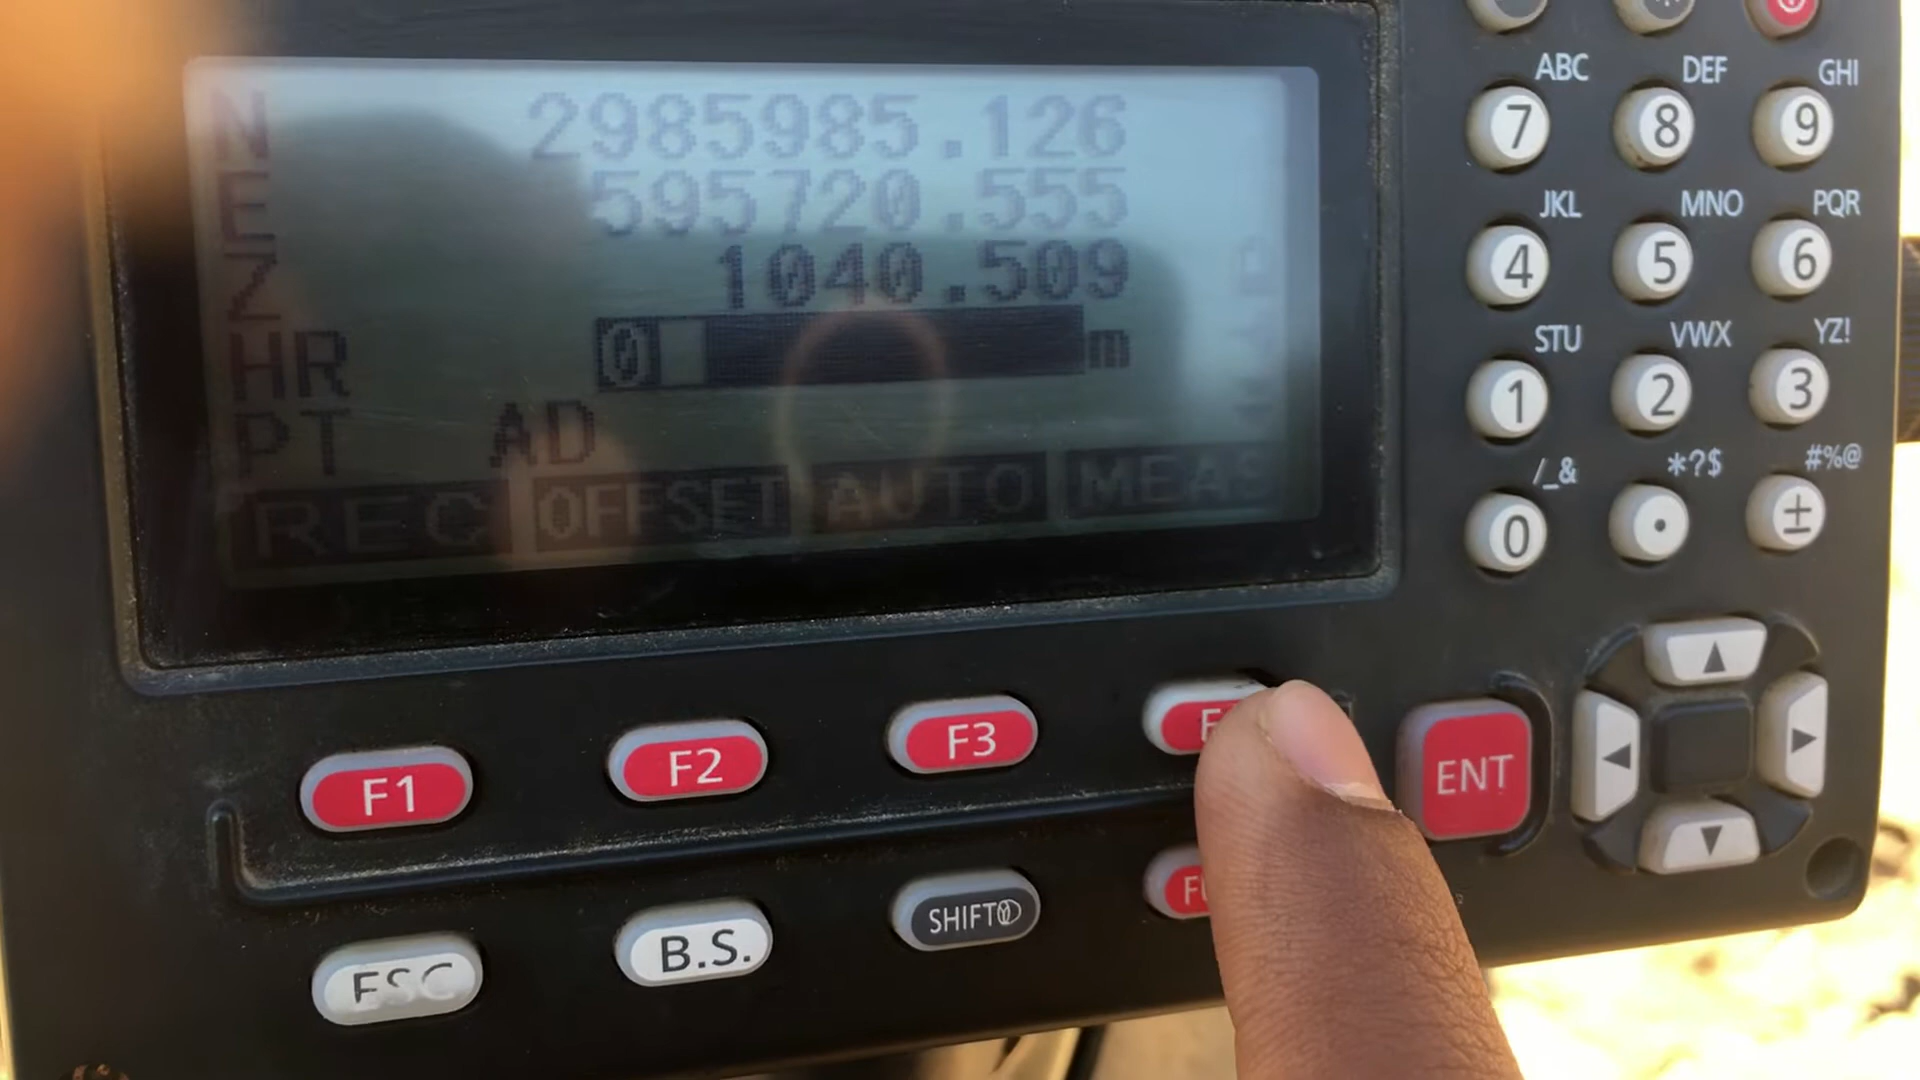 N 2985985.126
E 595720.555
Z 1040.509
HR 0 m
PT AD
REC OFFSET AUTO MEAS
ABC DEF GHI
7 8 9
JKL MNO PQR
4 5 6
STU VWX YZ!
1 2 3
/_& *?$ #%@
0 . ±
F1 F2 F3
ENT
ESC B.S. SHIFT